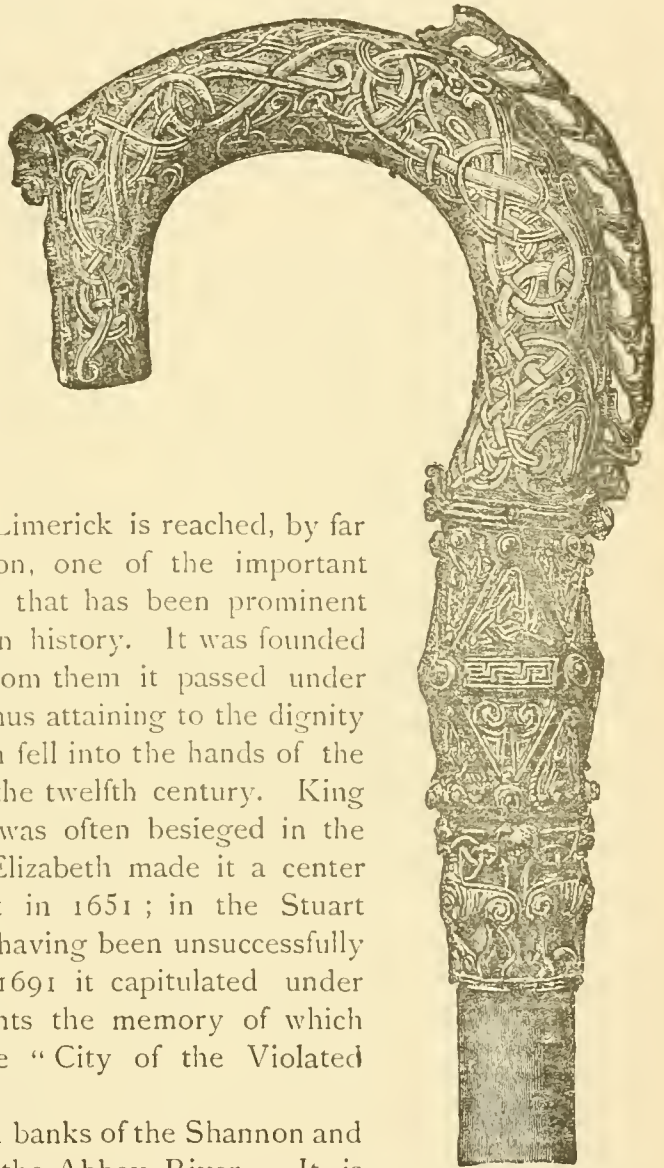 Limerick is reached, by far
on, one of the important
that has been prominent
n history. It was founded
om them it passed under
hus attaining to the dignity
n fell into the hands of the
he twelfth century. King
was often besieged in the
Elizabeth made it a center
t in 1651 ; in the Stuart
having been unsuccessfully
1691 it capitulated under
nts the memory of which
e “ City of the Violated
banks of the Shannon and
the Abbey River. It is